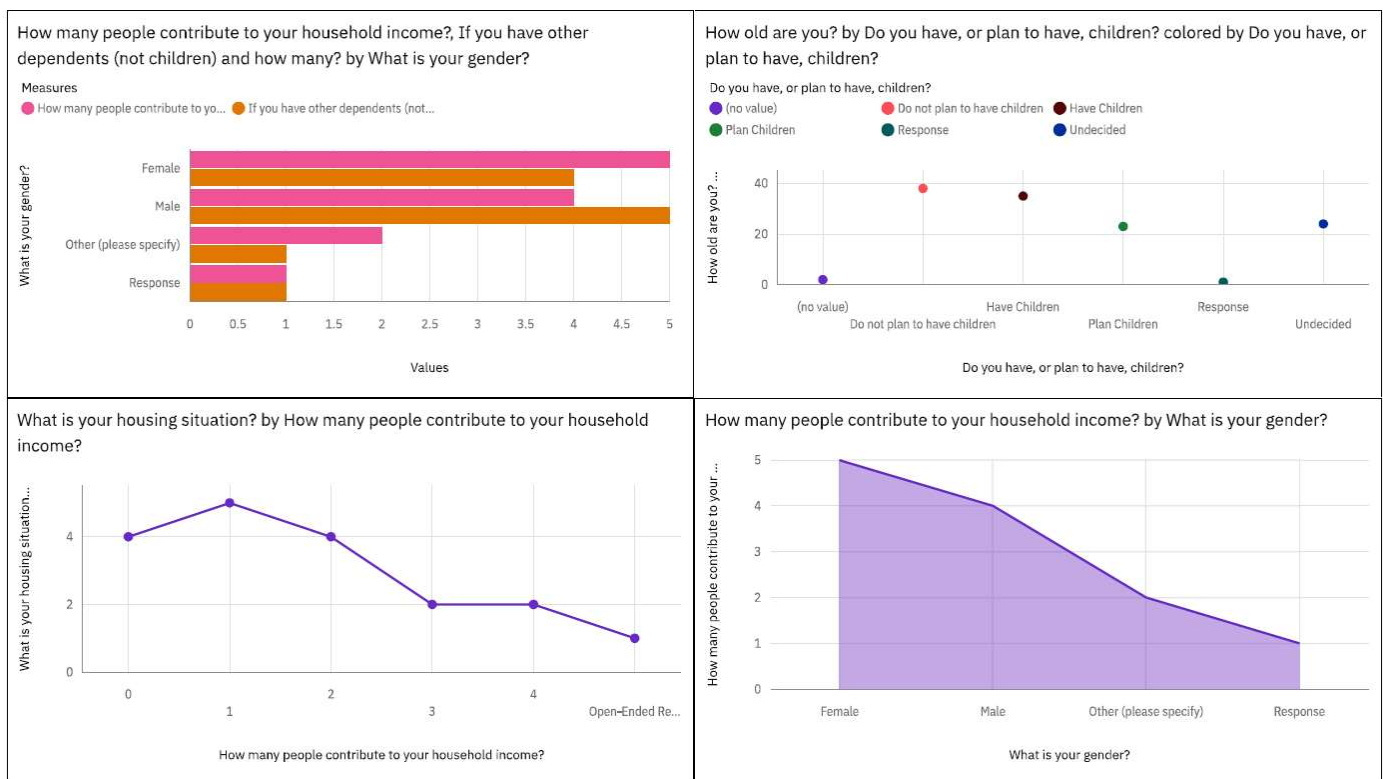 How many people contribute to your household income?, If you have other
dependents (not children) and how many? by What is your gender?
Measures
How many people contribute to yo...
If you have other dependents (not...
What is your gender?
Female
Male
Other (please specify)
Response
0 0.5 1 1.5 2 2.5 3 3.5 4 4.5 5
Values
How old are you? by Do you have, or plan to have, children? colored by Do you have, or
plan to have, children?
Do you have, or plan to have, children?
(no value)
Do not plan to have children
Have Children
Plan Children
Response
Undecided
How old are you? ...
40
20
0
(no value)
Do not plan to have children
Have Children
Plan Children
Response
Undecided
Do you have, or plan to have, children?
What is your housing situation? by How many people contribute to your household
income?
What is your housing situation...
4
2
0
0
1
2
3
4
Open-Ended Re...
How many people contribute to your household income?
How many people contribute to your household income? by What is your gender?
How many people contribute to your ...
5
4
3
2
1
0
Female
Male
Other (please specify)
Response
What is your gender?